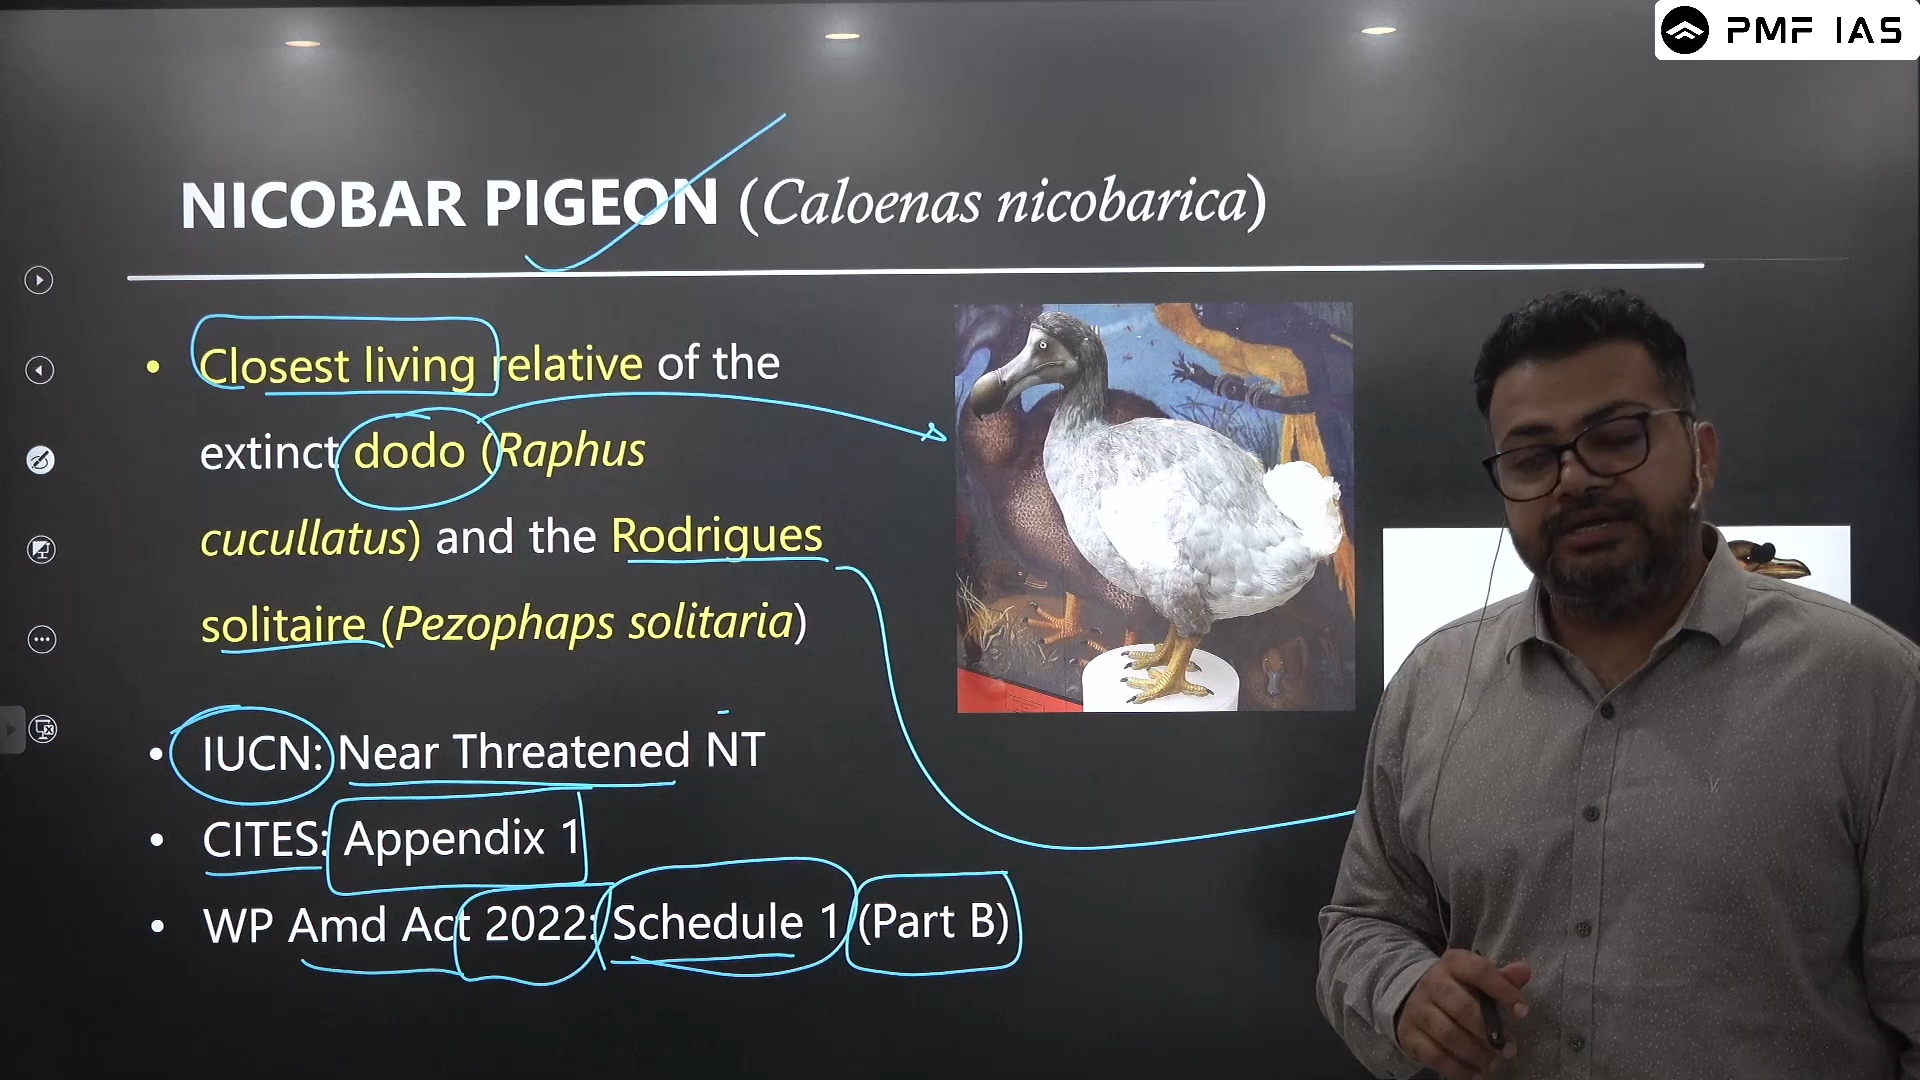 PMF IAS
NICOBAR PIGEON (Caloenas nicobarica)
• Closest living relative of the
extinct dodo (Raphus
cucullatus) and the Rodrigues
solitaire (Pezophaps solitaria)
• IUCN: Near Threatened NT
• CITES: Appendix 1
• WP Amd Act 2022: Schedule 1 (Part B)